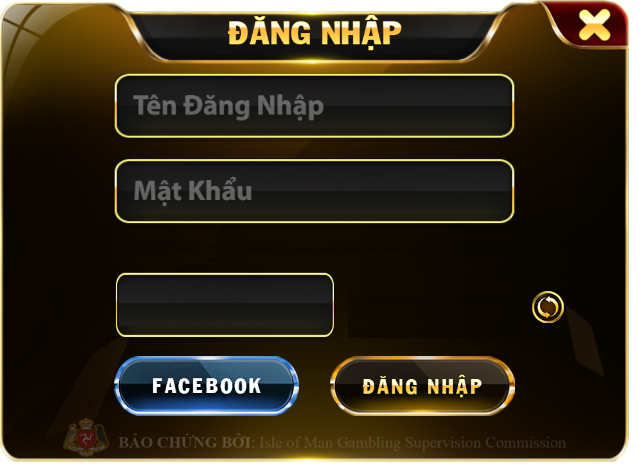 ĐĂNG NHẬP
Tên Đăng Nhập
Mật Khẩu
FACEBOOK
ĐĂNG NHẬP
BẢO CHỨNG BỞI: Isle of Man Gambling Supervision Commission